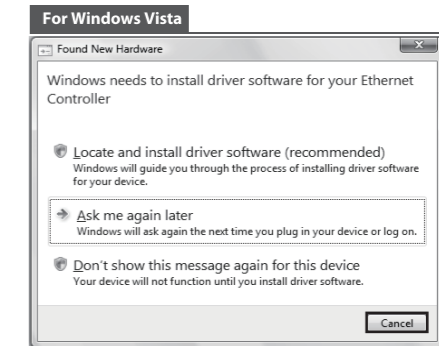 For Windows Vista
Found New Hardware
Windows needs to install driver software for your Ethernet
Controller
Locate and install driver software (recommended)
Windows will guide you through the process of installing driver software
for your device.
Ask me again later
Windows will ask again the next time you plug in your device or log on.
Don't show this message again for this device
Your device will not function until you install driver software.
Cancel